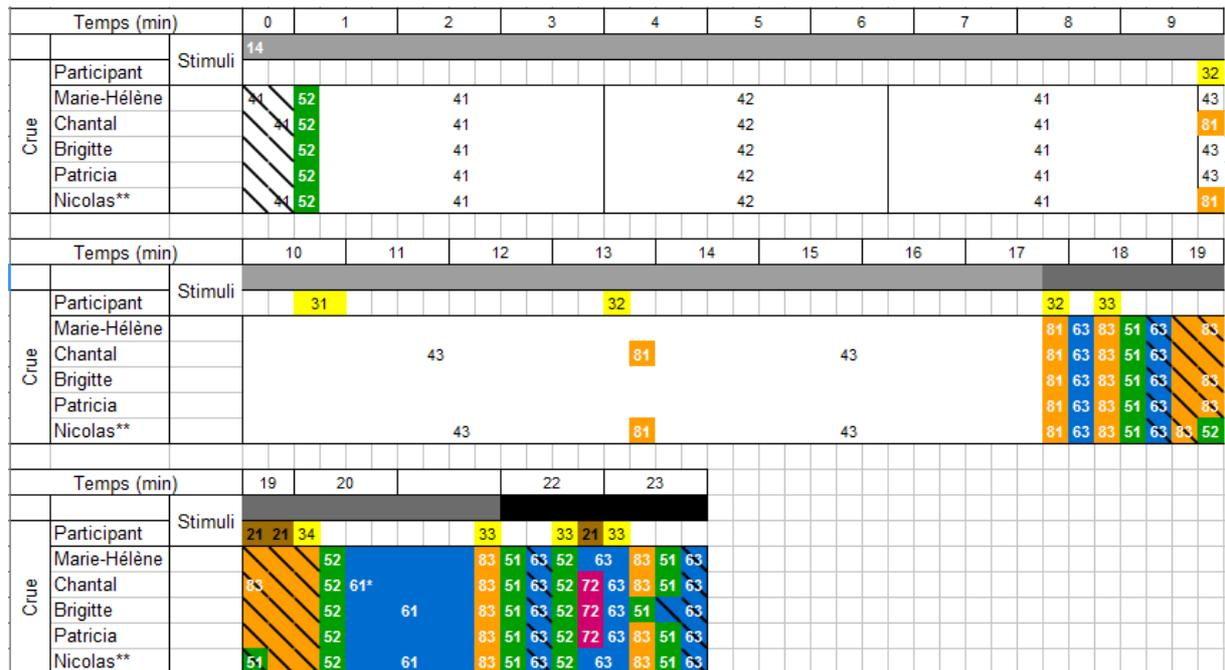 Temps (min) 0 1 2 3 4 5 6 7 8 9
Stimuli 14
Participant 32
Crue
Marie-Hélène 41 52 41 42 41 43
Chantal 41 52 41 42 41 81
Brigitte 52 41 42 41 43
Patricia 52 41 42 41 43
Nicolas** 41 52 41 42 41 81
Temps (min) 10 11 12 13 14 15 16 17 18 19
Stimuli
Participant 31 32 32 33
Crue
Marie-Hélène 81 63 83 51 63 83
Chantal 43 81 43 81 63 83 51 63
Brigitte 81 63 83 51 63 83
Patricia 81 63 83 51 63 83
Nicolas** 43 81 43 81 63 83 51 63 83 52
Temps (min) 19 20 22 23
Stimuli
Participant 21 21 34 33 33 21 33
Crue
Marie-Hélène 52 83 51 63 52 63 83 51 63
Chantal 83 52 61* 83 51 63 52 72 63 83 51 63
Brigitte 52 61 83 51 63 52 72 63 51 63
Patricia 52 83 51 63 52 72 63 83 51 63
Nicolas** 51 52 61 83 51 63 52 63 83 51 63